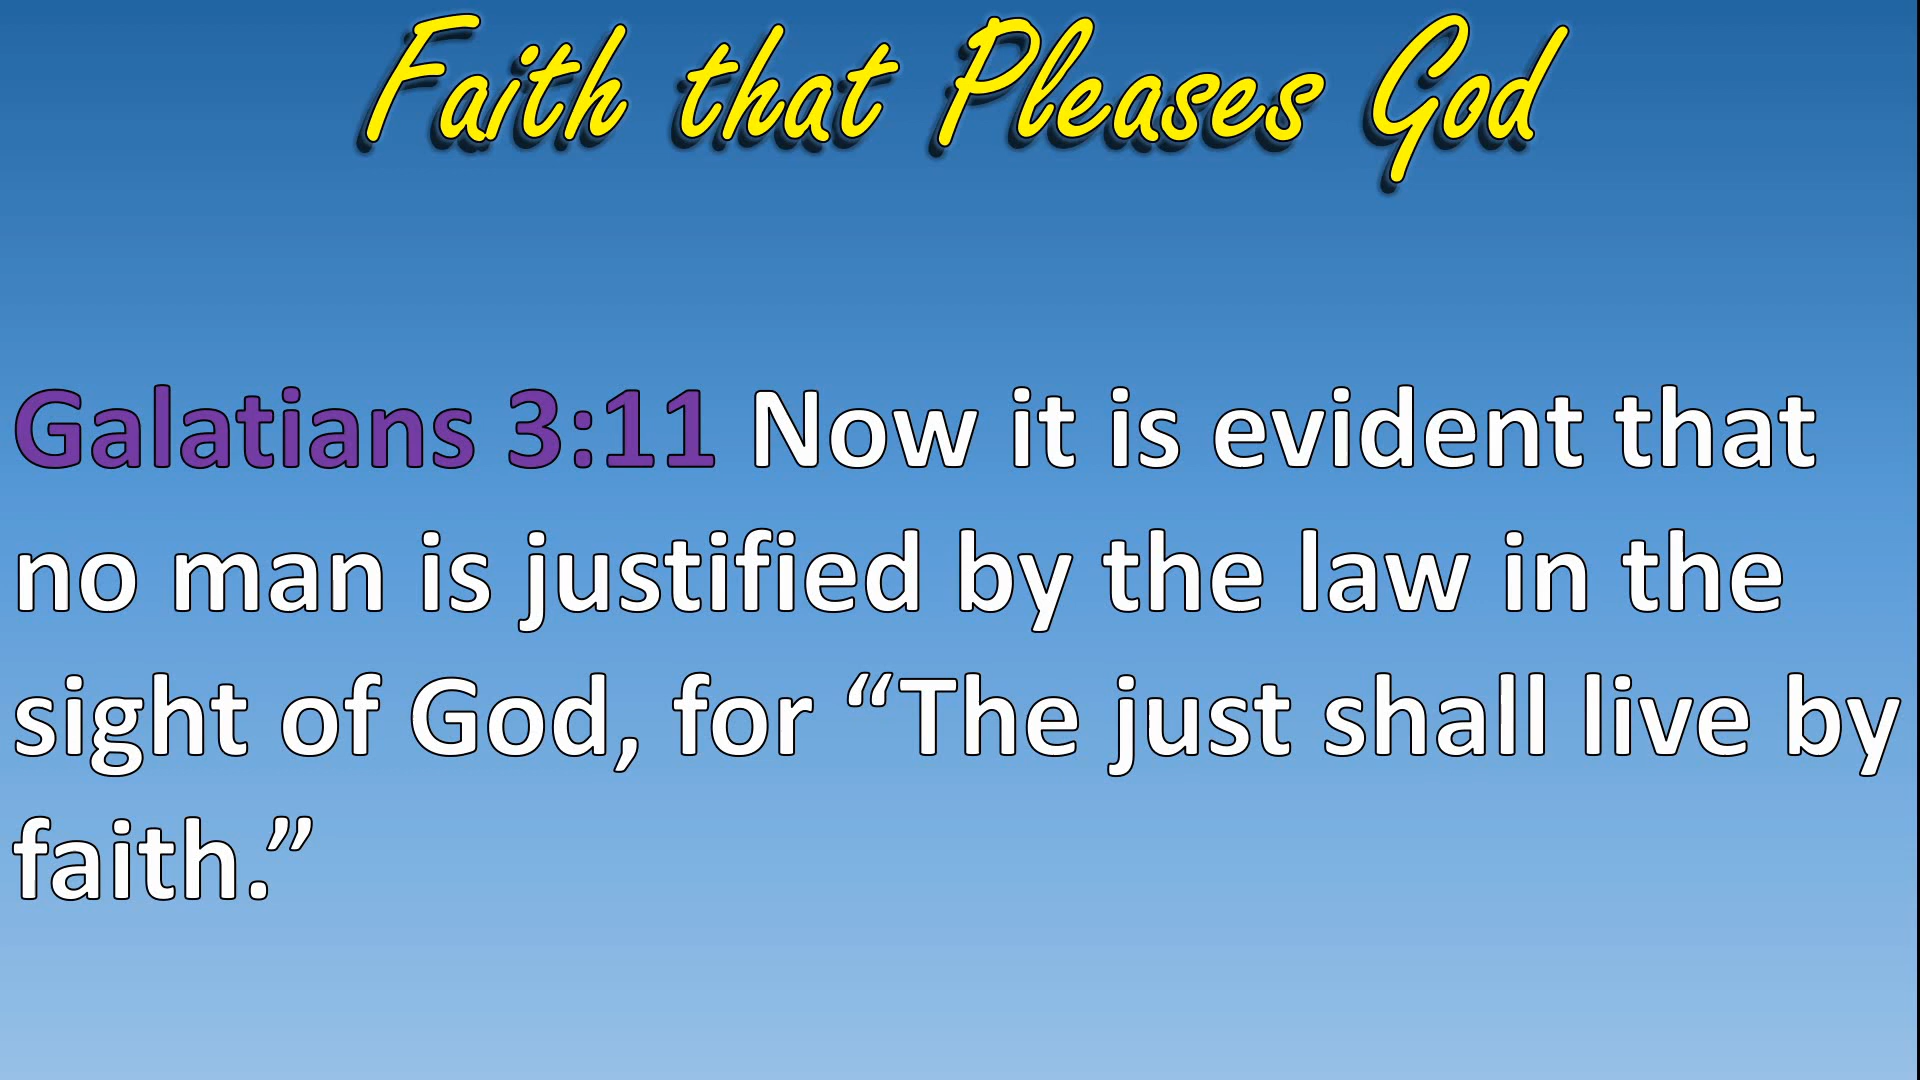 Faith that Pleases God
Galatians 3:11 Now it is evident that
no man is justified by the law in the
sight of God, for “The just shall live by
faith.”